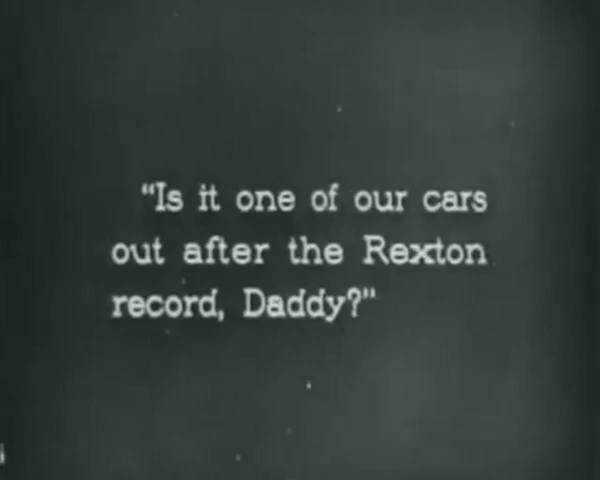 "Is it one of our cars
out after the Rexton
record, Daddy?"